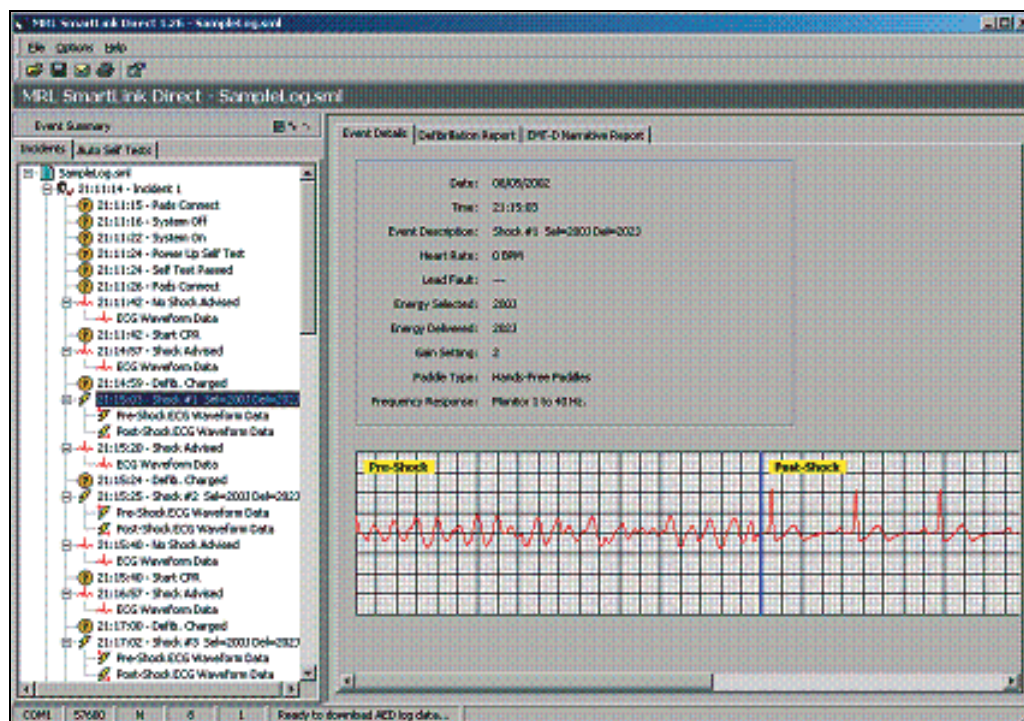 MRL SmartLink Direct 1.26 - SampleLog.sml
File Options Help
MRL SmartLink Direct - SampleLog.sml
Event Summary
Incidents Auto Self Tests
SampleLog.sml
21:11:14 - Incident 1
21:11:15 - Pads Connect
21:11:16 - System Off
21:11:22 - System On
21:11:24 - Power Up Self Test
21:11:24 - Self Test Passed
21:11:26 - Pads Connect
21:11:42 - No Shock Advised
ECG Waveform Data
21:11:42 - Start CPR
21:14:57 - Shock Advised
ECG Waveform Data
21:14:59 - Defib. Charged
21:15:03 - Shock #1 Sel=200J Del=202J
Pre-Shock ECG Waveform Data
Post-Shock ECG Waveform Data
21:15:20 - Shock Advised
ECG Waveform Data
21:15:24 - Defib. Charged
21:15:25 - Shock #2 Sel=200J Del=202J
Pre-Shock ECG Waveform Data
Post-Shock ECG Waveform Data
21:15:40 - No Shock Advised
ECG Waveform Data
21:15:40 - Start CPR
21:16:57 - Shock Advised
ECG Waveform Data
21:17:00 - Defib. Charged
21:17:02 - Shock #3 Sel=200J Del=202J
Pre-Shock ECG Waveform Data
Post-Shock ECG Waveform Data
Event Details Defibrillation Report EMT-D Narrative Report
Date: 08/09/2002
Time: 21:15:03
Event Description: Shock #1 Sel=200J Del=202J
Heart Rate: 0 BPM
Lead Fault: ---
Energy Selected: 200J
Energy Delivered: 202J
Gain Setting: 2
Paddle Type: Hands-Free Paddles
Frequency Response: Monitor 1 to 40 Hz.
Pre-Shock
Post-Shock
COM1 57600 N 8 1 Ready to download AED log data...